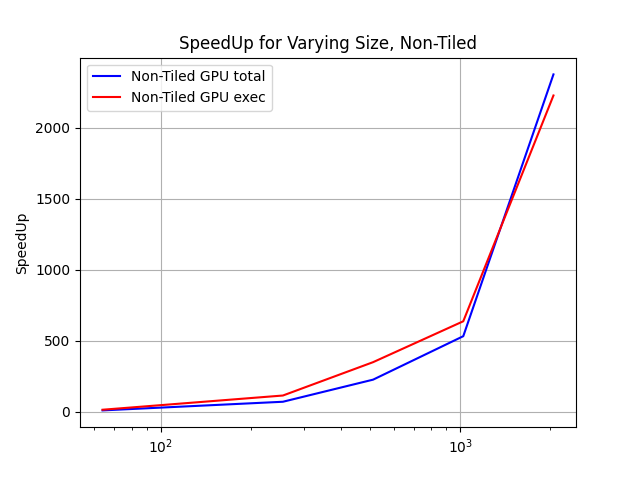 SpeedUp for Varying Size, Non-Tiled
Non-Tiled GPU total
Non-Tiled GPU exec
SpeedUp
2000
1500
1000
500
0
10²
10³